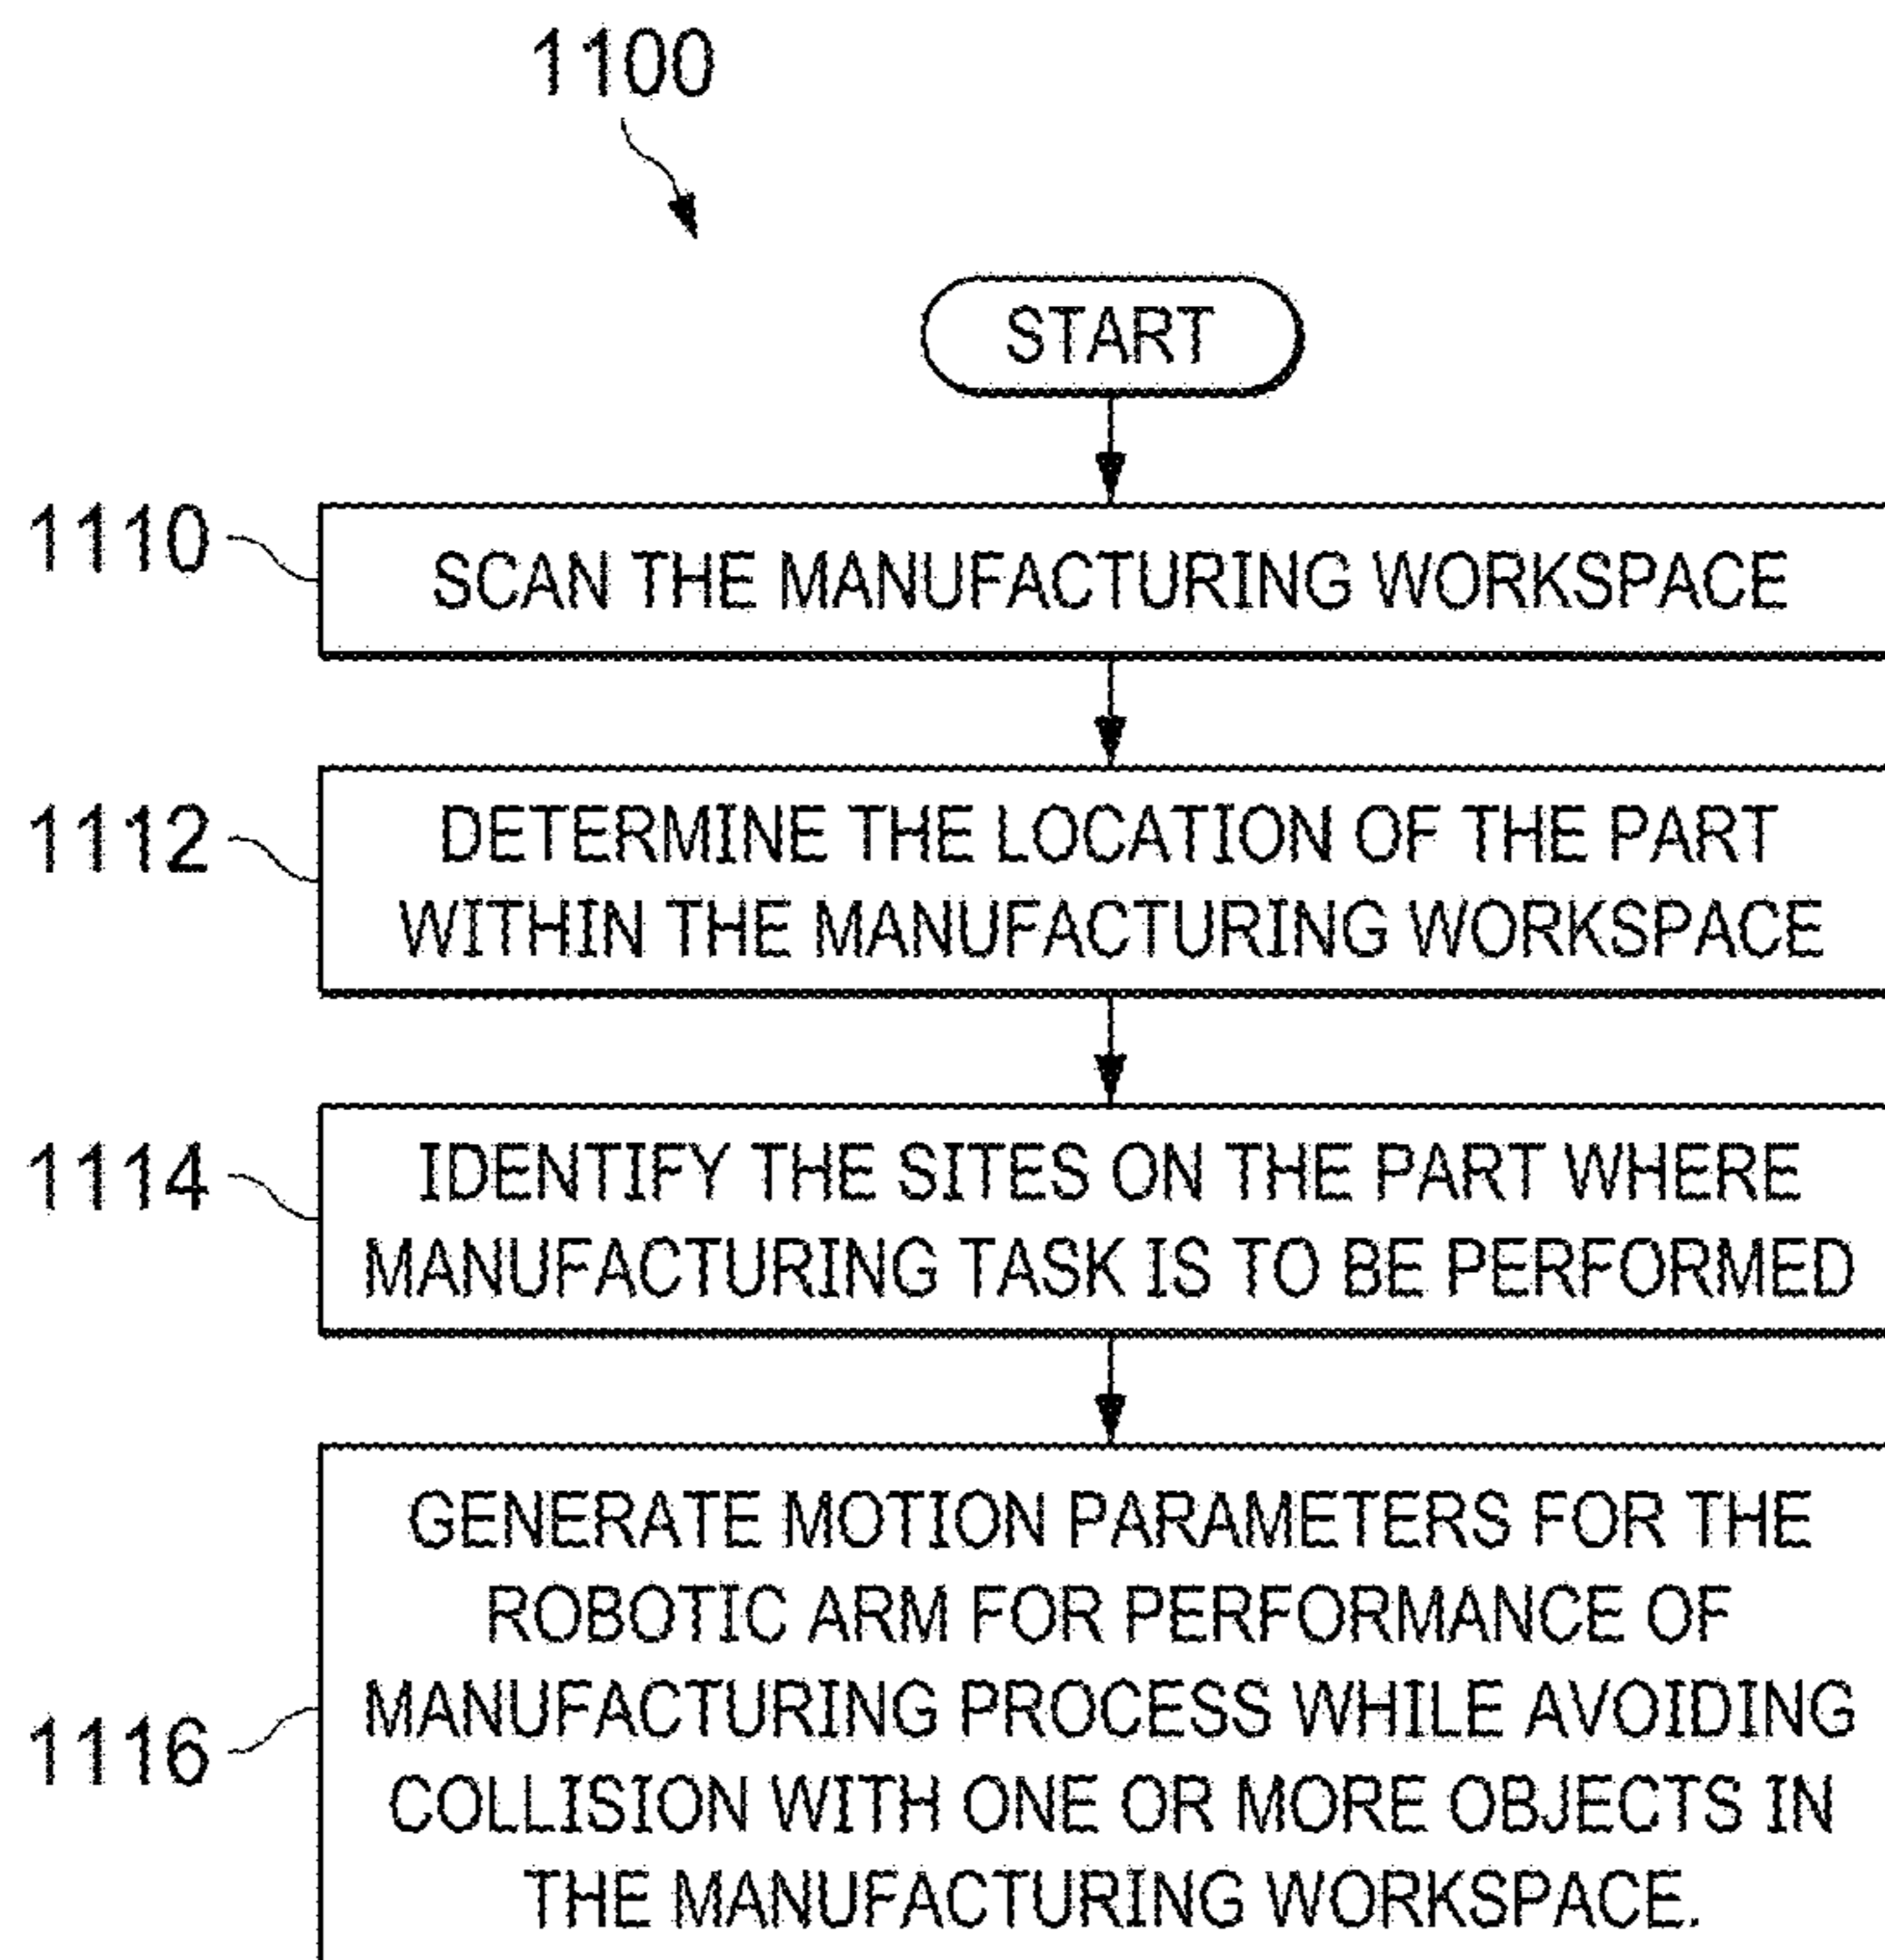 1100
START
1110
SCAN THE MANUFACTURING WORKSPACE
1112
DETERMINE THE LOCATION OF THE PART
WITHIN THE MANUFACTURING WORKSPACE
1114
IDENTIFY THE SITES ON THE PART WHERE
MANUFACTURING TASK IS TO BE PERFORMED
1116
GENERATE MOTION PARAMETERS FOR THE
ROBOTIC ARM FOR PERFORMANCE OF
MANUFACTURING PROCESS WHILE AVOIDING
COLLISION WITH ONE OR MORE OBJECTS IN
THE MANUFACTURING WORKSPACE.